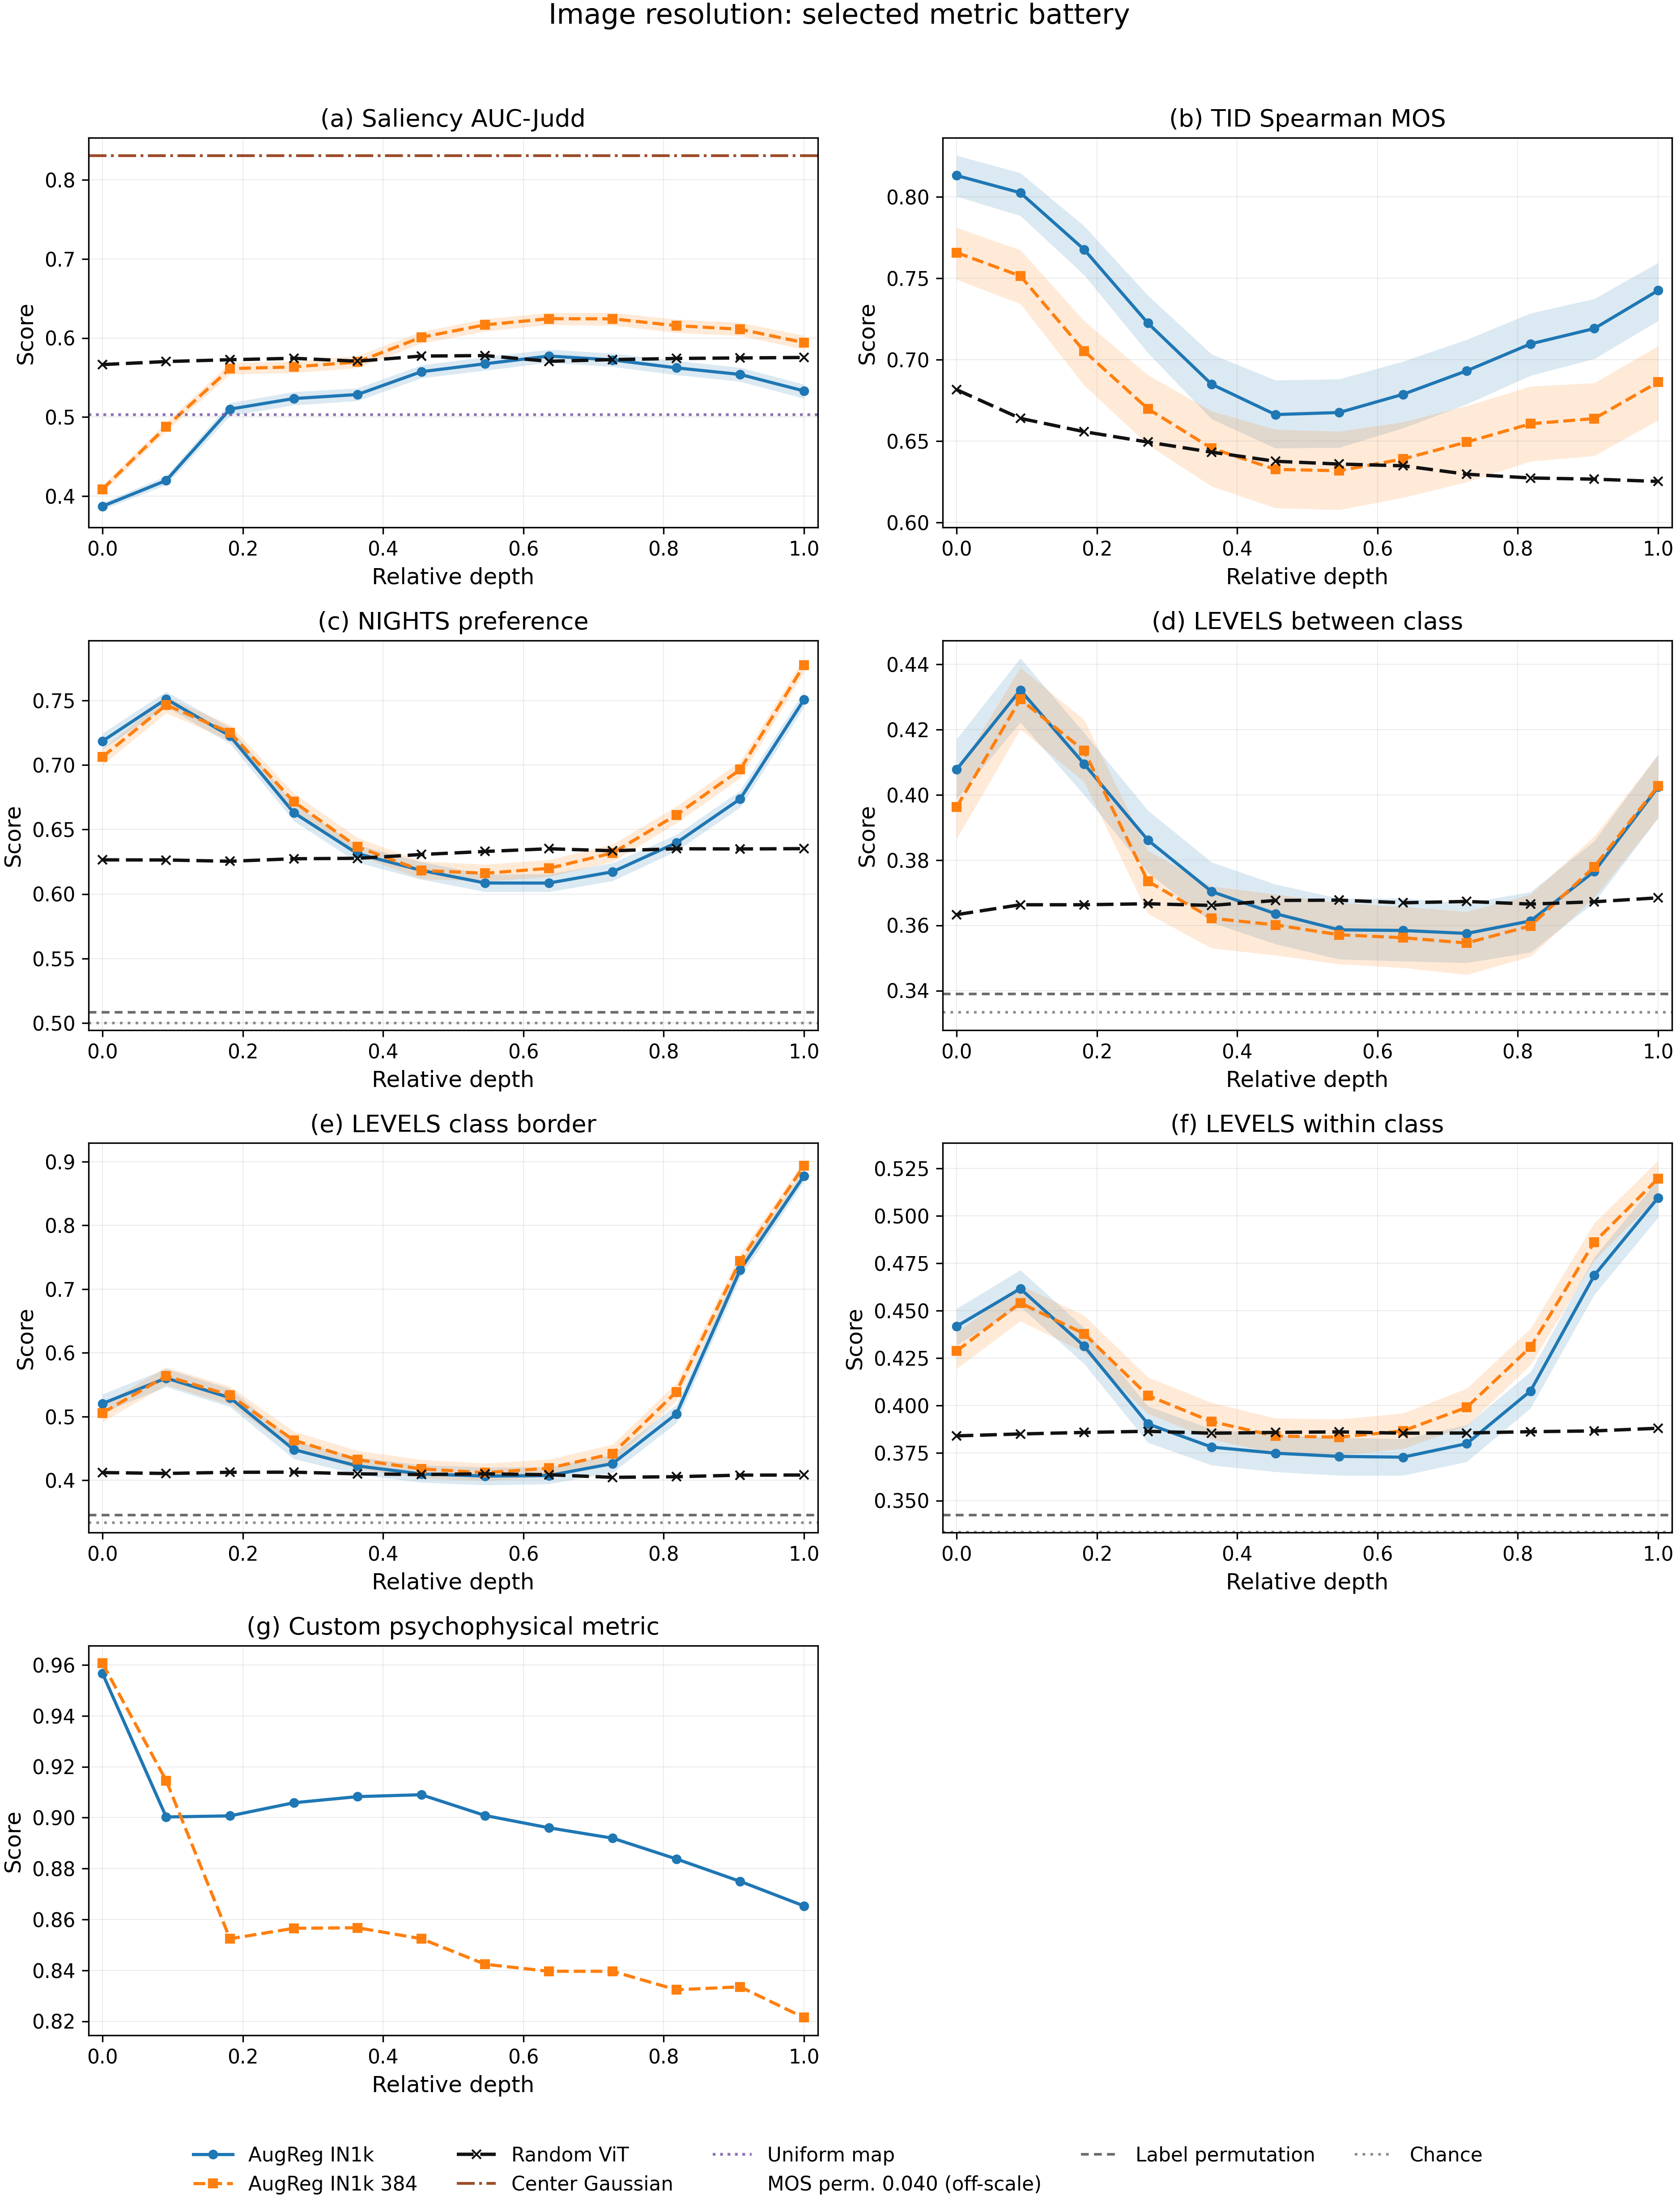 Image resolution: selected metric battery
(a) Saliency AUC-Judd
Score
0.8
0.7
0.6
0.5
0.4
0.0 0.2 0.4 0.6 0.8 1.0
Relative depth
(b) TID Spearman MOS
Score
0.80
0.75
0.70
0.65
0.60
0.0 0.2 0.4 0.6 0.8 1.0
Relative depth
(c) NIGHTS preference
Score
0.75
0.70
0.65
0.60
0.55
0.50
0.0 0.2 0.4 0.6 0.8 1.0
Relative depth
(d) LEVELS between class
Score
0.44
0.42
0.40
0.38
0.36
0.34
0.0 0.2 0.4 0.6 0.8 1.0
Relative depth
(e) LEVELS class border
Score
0.9
0.8
0.7
0.6
0.5
0.4
0.0 0.2 0.4 0.6 0.8 1.0
Relative depth
(f) LEVELS within class
Score
0.525
0.500
0.475
0.450
0.425
0.400
0.375
0.350
0.0 0.2 0.4 0.6 0.8 1.0
Relative depth
(g) Custom psychophysical metric
Score
0.96
0.94
0.92
0.90
0.88
0.86
0.84
0.82
0.0 0.2 0.4 0.6 0.8 1.0
Relative depth
AugReg IN1k Random ViT Uniform map Label permutation Chance
AugReg IN1k 384 Center Gaussian MOS perm. 0.040 (off-scale)